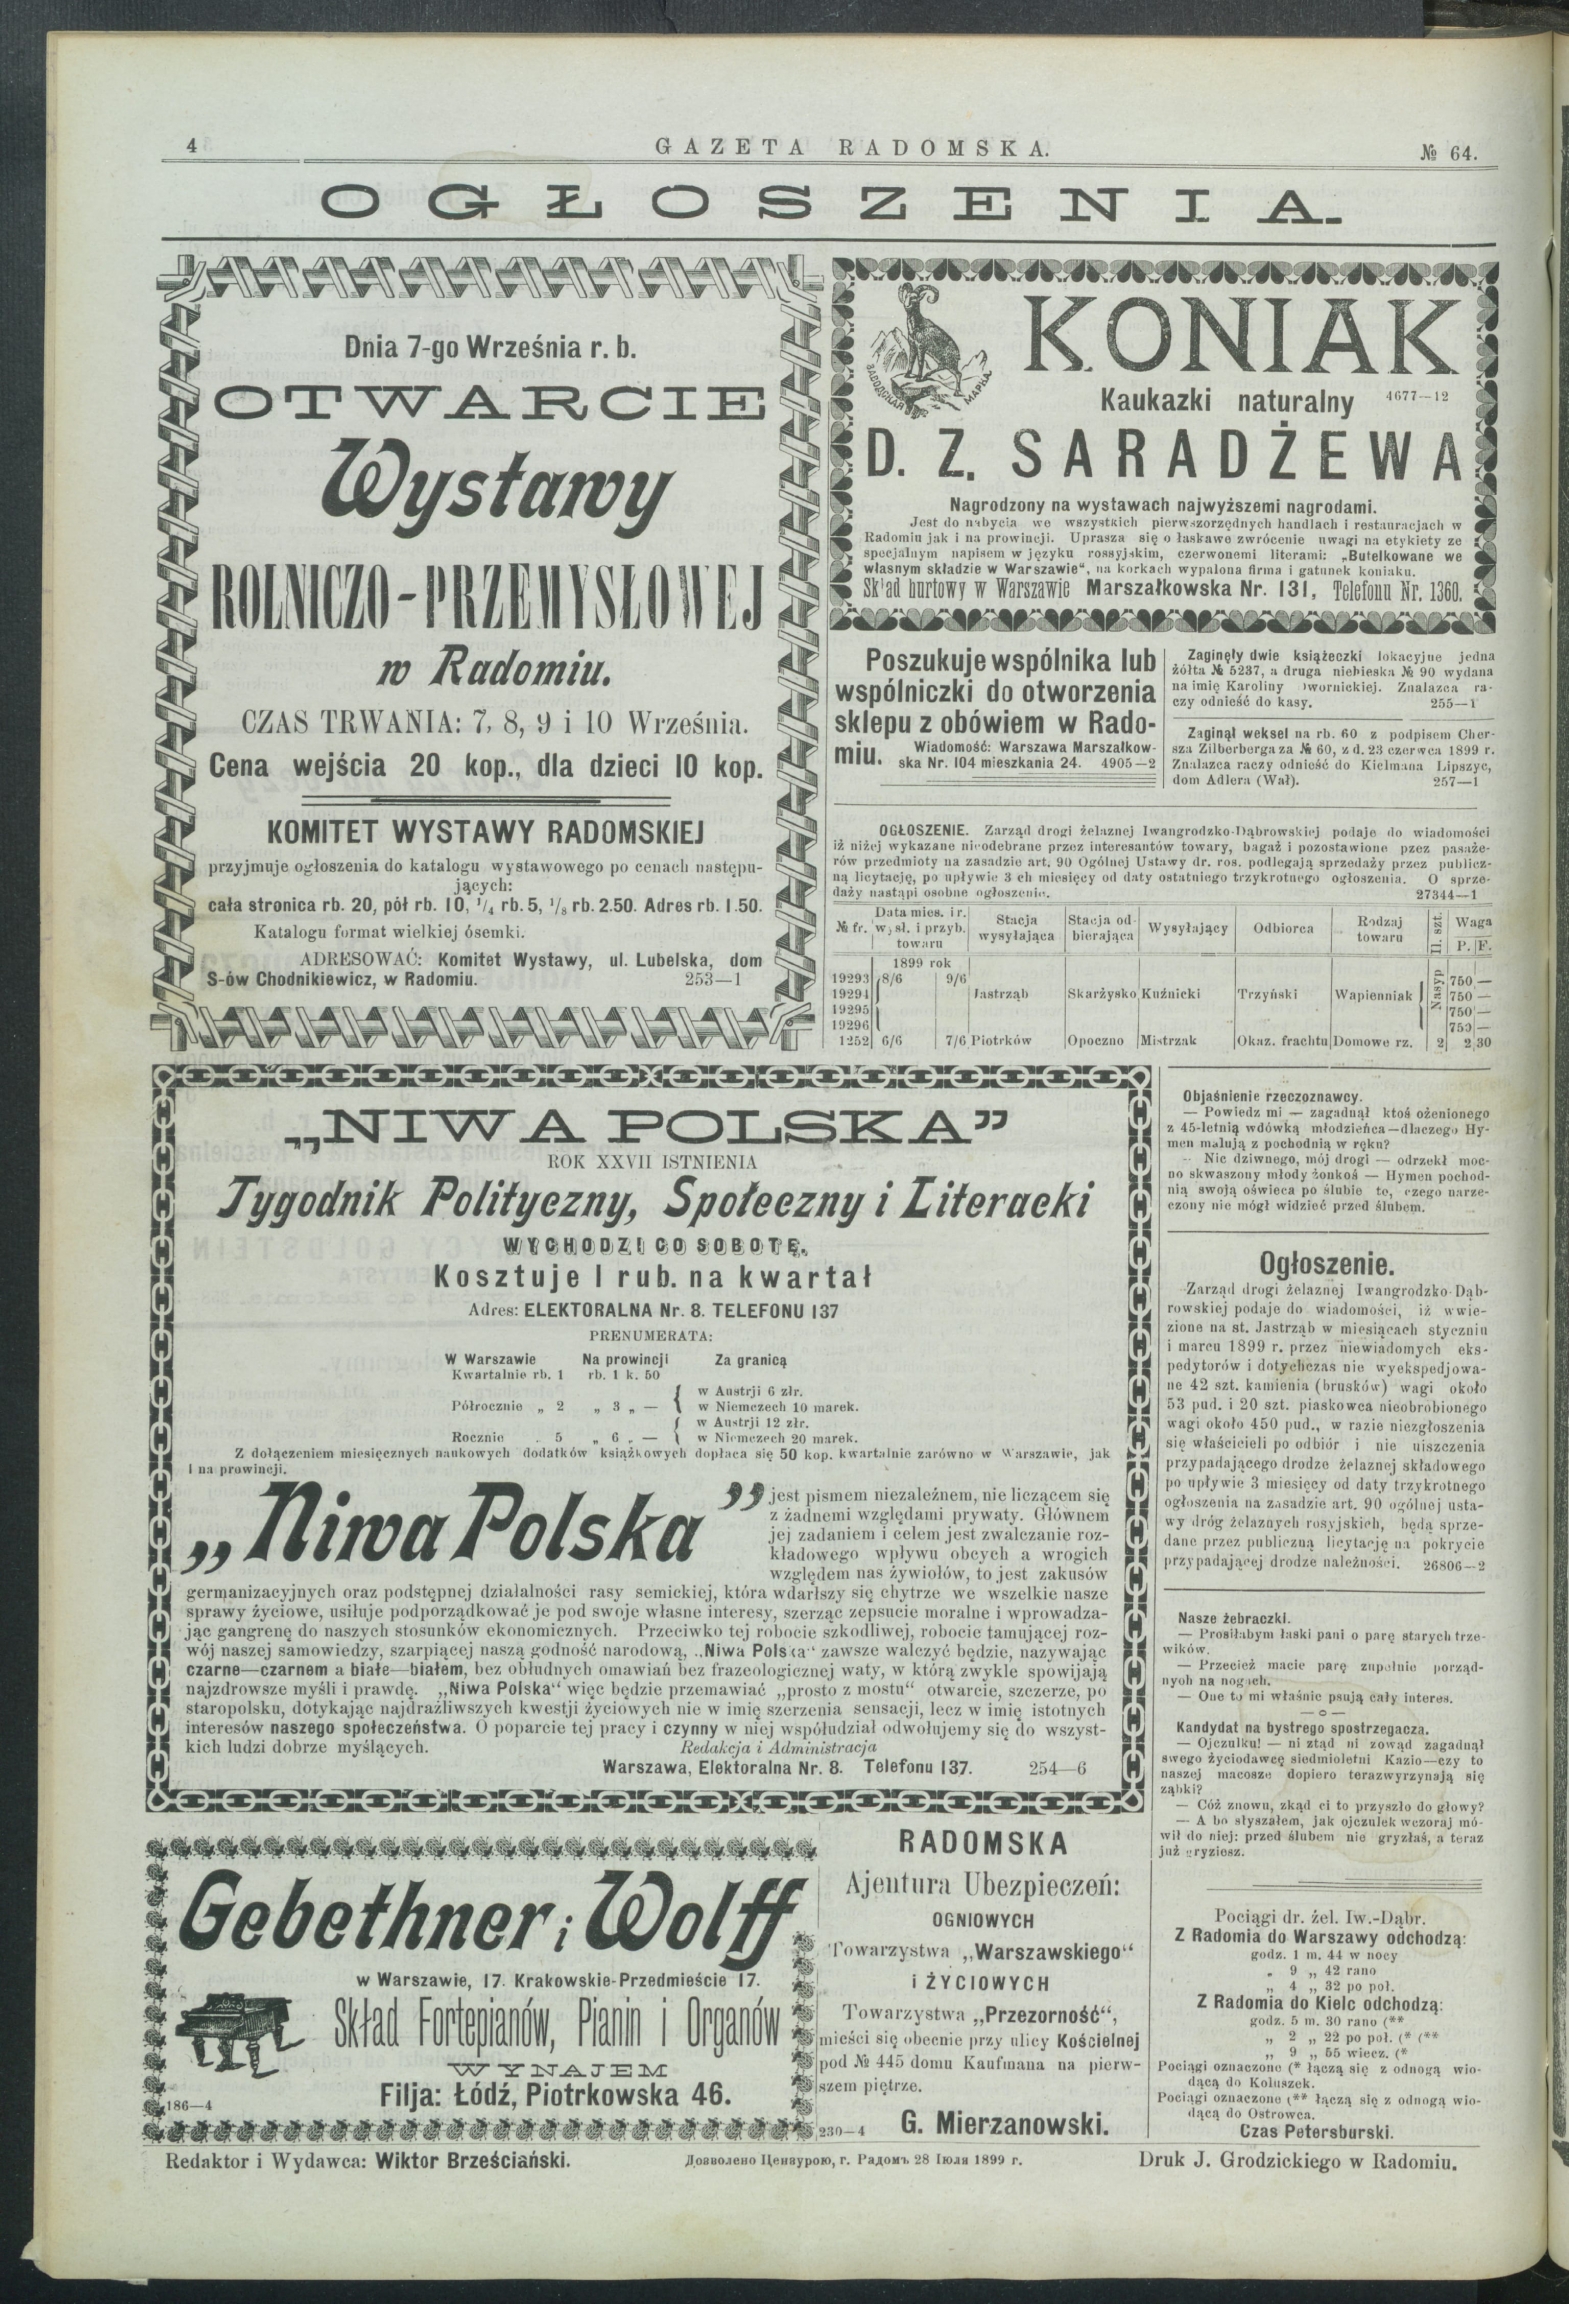 4
GAZETA RADOMSKA.
№ 64.
OGŁOSZENIA.
Dnia 7-go Września r. b.
OTWARCIE
Wystawy
ROLNICZO-PRZEMYSŁOWEJ
w Radomiu.
CZAS TRWANIA: 7, 8, 9 i 10 Września.
Cena wejścia 20 kop., dla dzieci 10 kop.
KOMITET WYSTAWY RADOMSKIEJ
przyjmuje ogłoszenia do katalogu wystawowego po cenach następu-
jących:
cała stronica rb. 20, pół rb. 10, 1/4 rb. 5, 1/8 rb. 2.50. Adres rb. 1.50.
Katalogu format wielkiej ósemki.
ADRESOWAĆ: Komitet Wystawy, ul. Lubelska, dom
S-ów Chodnikiewicz, w Radomiu. 253—1
ЗАВОДСКАЯ МАРКА
KONIAK
Kaukazki naturalny 4677—12
D. Z. SARADŻEWA
Nagrodzony na wystawach najwyższemi nagrodami.
Jest do nabycia we wszystkich pierwszorzędnych handlach i restauracjach w
Radomiu jak i na prowincji. Uprasza się o łaskawe zwrócenie uwagi na etykiety ze
specjalnym napisem w języku rossyjskim, czerwonemi literami: „Butelkowane we
własnym składzie w Warszawie“, na korkach wypalona firma i gatunek koniaku.
Skład hurtowy w Warszawie Marszałkowska Nr. 131, Telefonu Nr. 1360.
Poszukuje wspólnika lub
wspólniczki do otworzenia
sklepu z obówiem w Rado-
miu. Wiadomość: Warszawa Marszałkow-
ska Nr. 104 mieszkania 24. 4905—2
Zaginęły dwie książeczki lokacyjne jedna
żółta № 5237, a druga niebieska № 90 wydana
na imię Karoliny Dwornickiej. Znalazca ra-
czy odnieść do kasy. 255—1
Zaginął weksel na rb. 60 z podpisem Cher-
sza Zilberberga za № 60, z d. 23 czerwca 1899 r.
Znalazca raczy odnieść do Kielmana Lipszyc,
dom Adlera (Wał). 257—1
OGŁOSZENIE. Zarząd drogi żelaznej Iwangrodzko-Dąbrowskiej podaje do wiadomości
iż niżej wykazane nieodebrane przez interesantów towary, bagaż i pozostawione pzez pasaże-
rów przedmioty na zasadzie art. 90 Ogólnej Ustawy dr. ros. podlegają sprzedaży przez publicz-
ną licytację, po upływie 3 ch miesięcy od daty ostatniego trzykrotnego ogłoszenia. O sprze-
daży nastąpi osobne ogłoszenie. 27344—1
№ fr. Data mies. i r. wysł. i przyb. towaru Stacja wysyłająca Stacja od- bierająca Wysyłający Odbiorca Rodzaj towaru Il. szt. Waga P. F.
1899 rok
19293 8/6 9/6 750 —
19294 Jastrząb Skarżysko Kuźnicki Trzyński Wapienniak Nasyp 750 —
19295 750 —
19296 750 —
1252 6/6 7/6 Piotrków Opoczno Mistrzak Okaz. frachtu Domowe rz. 2 2 30
„NIWA POLSKA”
ROK XXVII ISTNIENIA
Tygodnik Polityczny, Społeczny i Literacki
WYCHODZI CO SOBOTĘ.
Kosztuje 1 rub. na kwartał
Adres: ELEKTORALNA Nr. 8. TELEFONU 137
PRENUMERATA:
W Warszawie Na prowincji Za granicą
Kwartalnie rb. 1 rb. 1 k. 50
w Austrji 6 złr.
Półrocznie „ 2 „ 3 „ — w Niemczech 10 marek.
w Austrji 12 złr.
Rocznie „ 5 „ 6 „ — w Niemczech 20 marek.
Z dołączeniem miesięcznych naukowych dodatków książkowych dopłaca się 50 kop. kwartalnie zarówno w Warszawie, jak
i na prowincji.
„Niwa Polska” jest pismem niezależnem, nie liczącem się
z żadnemi względami prywaty. Głównem
jej zadaniem i celem jest zwalczanie roz-
kładowego wpływu obcych a wrogich
względem nas żywiołów, to jest zakusów
germanizacyjnych oraz podstępnej działalności rasy semickiej, która wdarłszy się chytrze we wszelkie nasze
sprawy życiowe, usiłuje podporządkować je pod swoje własne interesy, szerząc zepsucie moralne i wprowadza-
jąc gangrenę do naszych stosunków ekonomicznych. Przeciwko tej robocie szkodliwej, robocie tamującej roz-
wój naszej samowiedzy, szarpiącej naszą godność narodową, „Niwa Polska“ zawsze walczyć będzie, nazywając
czarne—czarnem a białe—białem, bez obłudnych omawiań bez frazeologicznej waty, w którą zwykle spowijają
najzdrowsze myśli i prawdę. „Niwa Polska“ więc będzie przemawiać „prosto z mostu“ otwarcie, szczerze, po
staropolsku, dotykając najdrażliwszych kwestji życiowych nie w imię szerzenia sensacji, lecz w imię istotnych
interesów naszego społeczeństwa. O poparcie tej pracy i czynny w niej współudział odwołujemy się do wszyst-
kich ludzi dobrze myślących. Redakcja i Administracja
Warszawa, Elektoralna Nr. 8. Telefonu 137. 254—6
Objaśnienie rzeczoznawcy.
— Powiedz mi — zagadnął ktoś ożenionego
z 45-letnią wdówką młodzieńca—dlaczego Hy-
men malują z pochodnią w ręku?
— Nic dziwnego, mój drogi — odrzekł moc-
no skwaszony młody żonkoś — Hymen pochod-
nią swoją oświeca po ślubie to, czego narze-
czony nie mógł widzieć przed ślubem.
Ogłoszenie.
Zarząd drogi żelaznej Iwangrodzko-Dąb-
rowskiej podaje do wiadomości, iż wwie-
zione na st. Jastrząb w miesiącach styczniu
i marcu 1899 r. przez niewiadomych eks-
pedytorów i dotychczas nie wyekspedjowa-
ne 42 szt. kamienia (brusków) wagi około
53 pud. i 20 szt. piaskowca nieobrobionego
wagi około 450 pud., w razie niezgłoszenia
się właścicieli po odbiór i nie uiszczenia
przypadającego drodze żelaznej składowego
po upływie 3 miesięcy od daty trzykrotnego
ogłoszenia na zasadzie art. 90 ogólnej usta-
wy dróg żelaznych rosyjskich, będą sprze-
dane przez publiczną licytację na pokrycie
przypadającej drodze należności. 26806—2
Nasze żebraczki.
— Prosiłabym łaski pani o parę starych trze-
wików.
— Przecież macie parę zupełnie porząd-
nych na nogach.
— One to mi właśnie psują cały interes.
—o—
Kandydat na bystrego spostrzegacza.
— Ojczulku! — ni ztąd ni zowąd zagadnął
swego życiodawcę siedmioletni Kazio—czy to
naszej macosze dopiero teraz wyrzynają się
ząbki?
— Cóż znowu, zkąd ci to przyszło do głowy?
— A bo słyszałem, jak ojczulek wczoraj mó-
wił do niej: przed ślubem nie gryzłaś, a teraz
już gryziesz.
Gebethner i Wolff
w Warszawie, 17. Krakowskie-Przedmieście 17.
Skład Fortepianów, Pianin i Organów
WYNAJEM
Filja: Łódź, Piotrkowska 46.
186—4
RADOMSKA
Ajentura Ubezpieczeń:
OGNIOWYCH
Towarzystwa „Warszawskiego“
i ŻYCIOWYCH
Towarzystwa „Przezorność“,
mieści się obecnie przy ulicy Kościelnej
pod № 445 domu Kaufmana na pierw-
szem piętrze.
230—4 G. Mierzanowski.
Pociągi dr. żel. Iw.-Dąbr.
Z Radomia do Warszawy odchodzą:
godz. 1 m. 44 w nocy
„ 9 „ 42 rano
„ 4 „ 32 po poł.
Z Radomia do Kielc odchodzą:
godz. 5 m. 30 rano (**
„ 2 „ 22 po poł. (* (**
„ 9 „ 55 wiecz. (*
Pociągi oznaczone (* łączą się z odnogą wio-
dącą do Koluszek.
Pociągi oznaczone (** łączą się z odnogą wio-
dącą do Ostrowca.
Czas Petersburski.
Redaktor i Wydawca: Wiktor Brześciański.
Дозволено Цензурою, г. Радомъ 28 Іюля 1899 г.
Druk J. Grodzickiego w Radomiu.